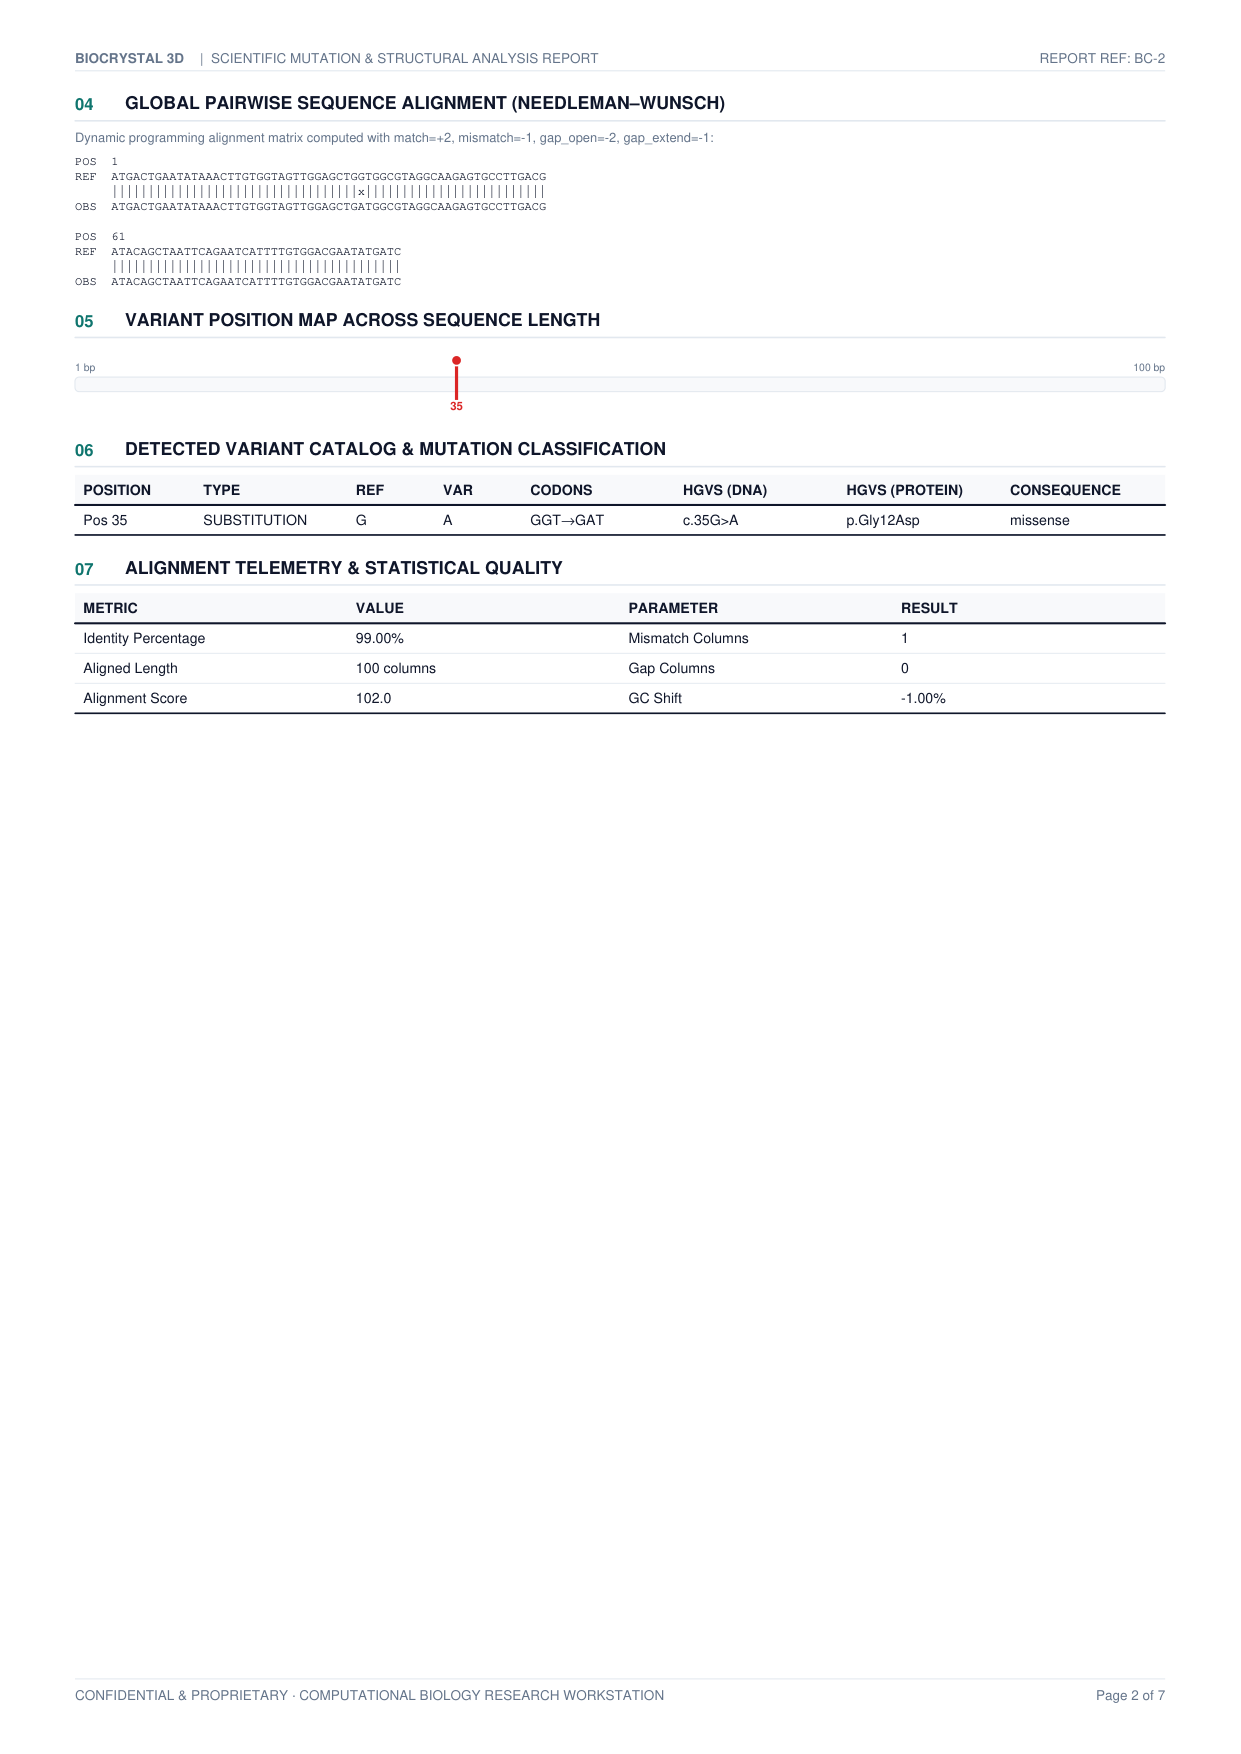 BIOCRYSTAL 3D | SCIENTIFIC MUTATION & STRUCTURAL ANALYSIS REPORT REPORT REF: BC-2
04 GLOBAL PAIRWISE SEQUENCE ALIGNMENT (NEEDLEMAN–WUNSCH)
Dynamic programming alignment matrix computed with match=+2, mismatch=-1, gap_open=-2, gap_extend=-1:
POS 1
REF ATGACTGAATATAAACTTGTGGTAGTTGGAGCTGGTGGCGTAGGCAAGAGTGCCTTGACG
||||||||||||||||||||||||||||||||||x|||||||||||||||||||||||||
OBS ATGACTGAATATAAACTTGTGGTAGTTGGAGCTGATGGCGTAGGCAAGAGTGCCTTGACG
POS 61
REF ATACAGCTAATTCAGAATCATTTTGTGGACGAATATGATC
||||||||||||||||||||||||||||||||||||||||
OBS ATACAGCTAATTCAGAATCATTTTGTGGACGAATATGATC
05 VARIANT POSITION MAP ACROSS SEQUENCE LENGTH
1 bp 100 bp
35
06 DETECTED VARIANT CATALOG & MUTATION CLASSIFICATION
POSITION TYPE REF VAR CODONS HGVS (DNA) HGVS (PROTEIN) CONSEQUENCE
Pos 35 SUBSTITUTION G A GGT→GAT c.35G>A p.Gly12Asp missense
07 ALIGNMENT TELEMETRY & STATISTICAL QUALITY
METRIC VALUE PARAMETER RESULT
Identity Percentage 99.00% Mismatch Columns 1
Aligned Length 100 columns Gap Columns 0
Alignment Score 102.0 GC Shift -1.00%
CONFIDENTIAL & PROPRIETARY · COMPUTATIONAL BIOLOGY RESEARCH WORKSTATION Page 2 of 7